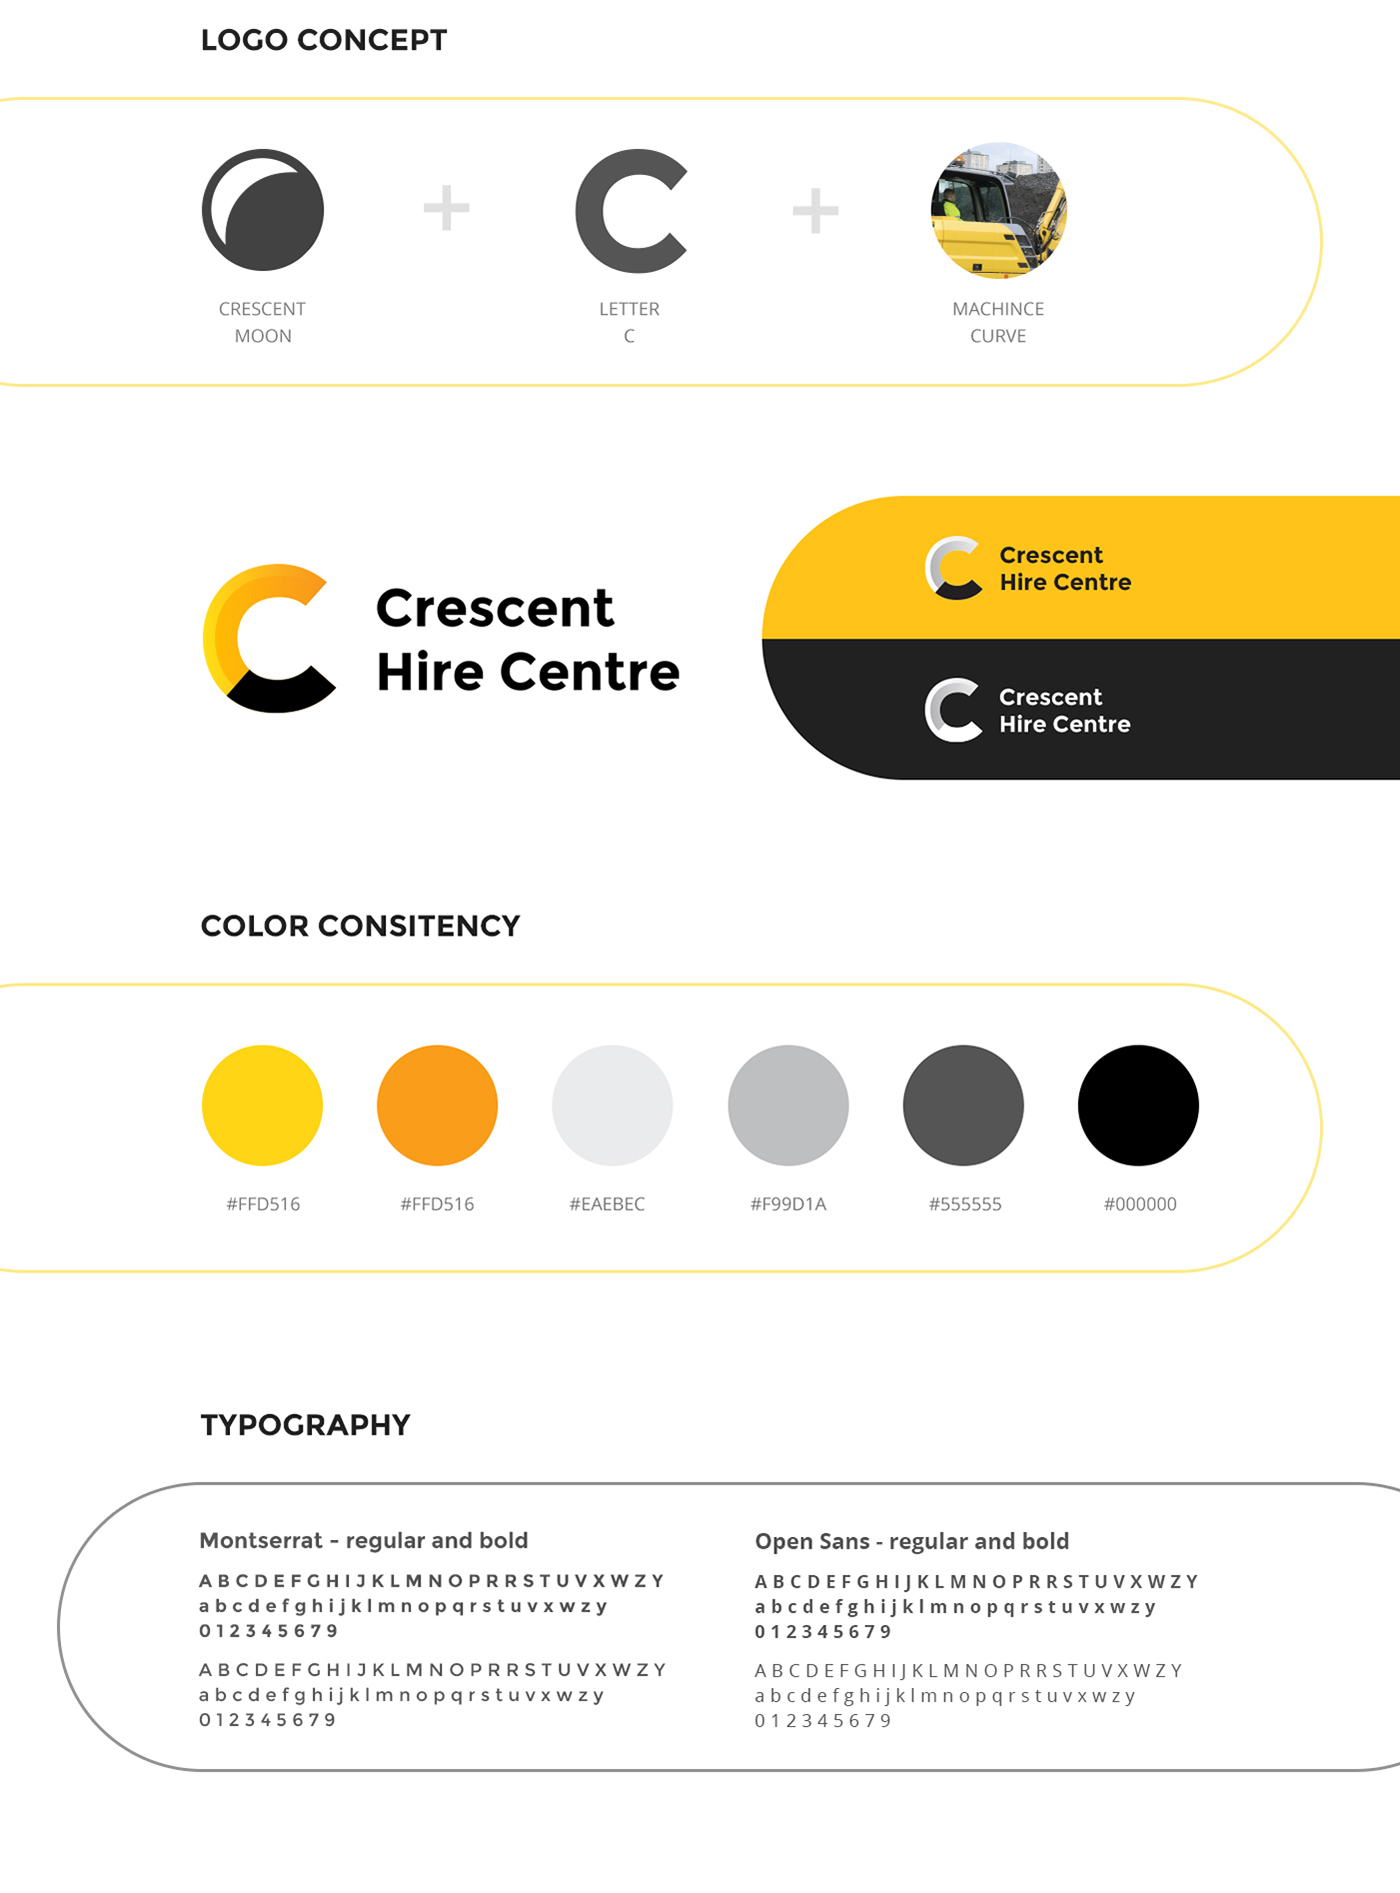 LOGO CONCEPT
CRESCENT
MOON
LETTER
C
MACHINCE
CURVE
Crescent
Hire Centre
Crescent
Hire Centre
Crescent
Hire Centre
COLOR CONSITENCY
#FFD516
#FFD516
#EAEBEC
#F99D1A
#555555
#000000
TYPOGRAPHY
Montserrat - regular and bold
A B C D E F G H I J K L M N O P R R S T U V X W Z Y
a b c d e f g h i j k l m n o p q r s t u v x w z y
0 1 2 3 4 5 6 7 9
A B C D E F G H I J K L M N O P R R S T U V X W Z Y
a b c d e f g h i j k l m n o p q r s t u v x w z y
0 1 2 3 4 5 6 7 9
Open Sans - regular and bold
A B C D E F G H I J K L M N O P R R S T U V X W Z Y
a b c d e f g h i j k l m n o p q r s t u v x w z y
0 1 2 3 4 5 6 7 9
A B C D E F G H I J K L M N O P R R S T U V X W Z Y
a b c d e f g h i j k l m n o p q r s t u v x w z y
0 1 2 3 4 5 6 7 9